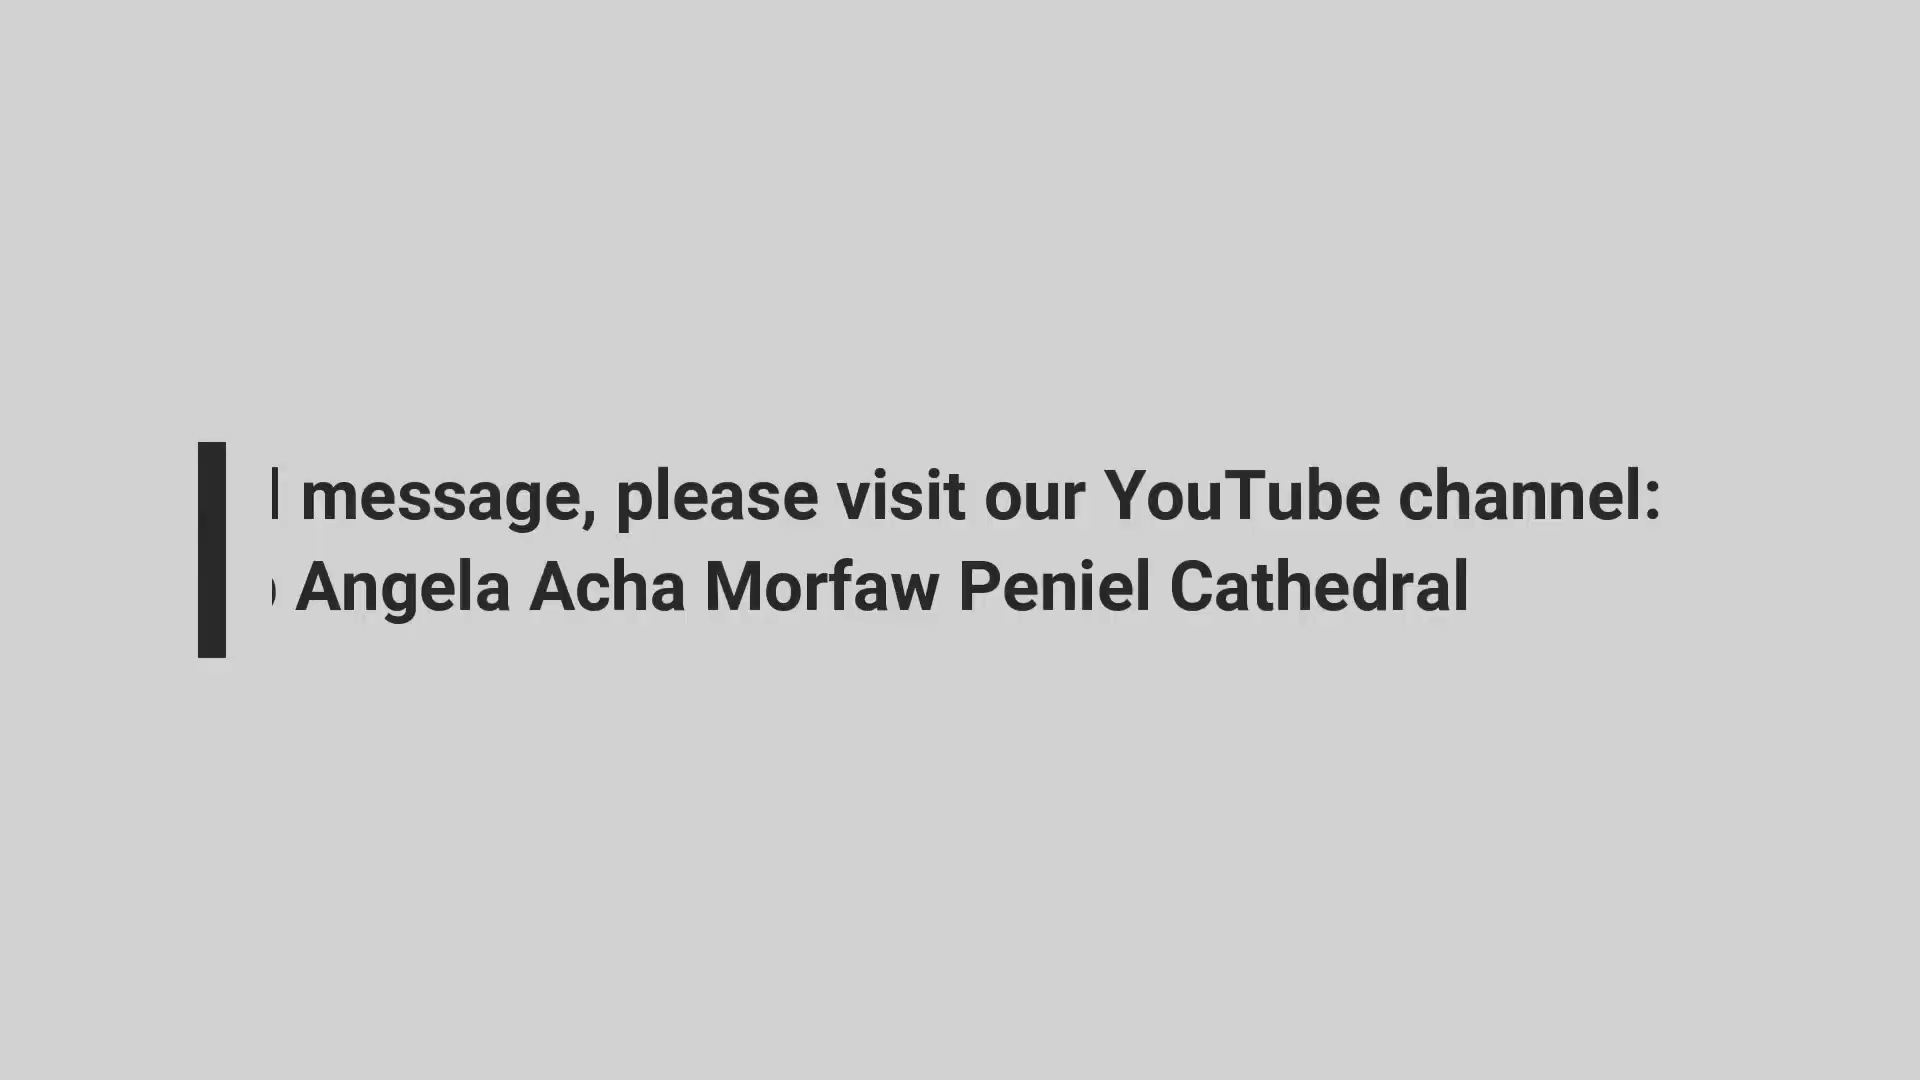 message, please visit our YouTube channel:
Angela Acha Morfaw Peniel Cathedral